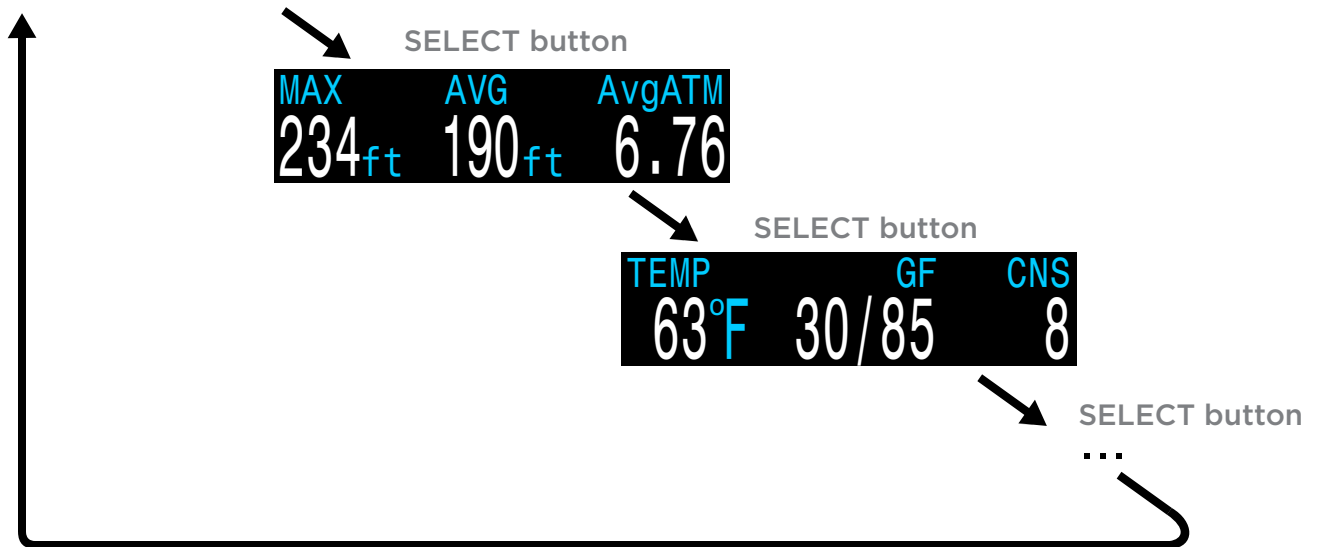 SELECT button
MAX AVG AvgATM
234ft 190ft 6.76
SELECT button
TEMP GF CNS
63°F 30/85 8
SELECT button
...